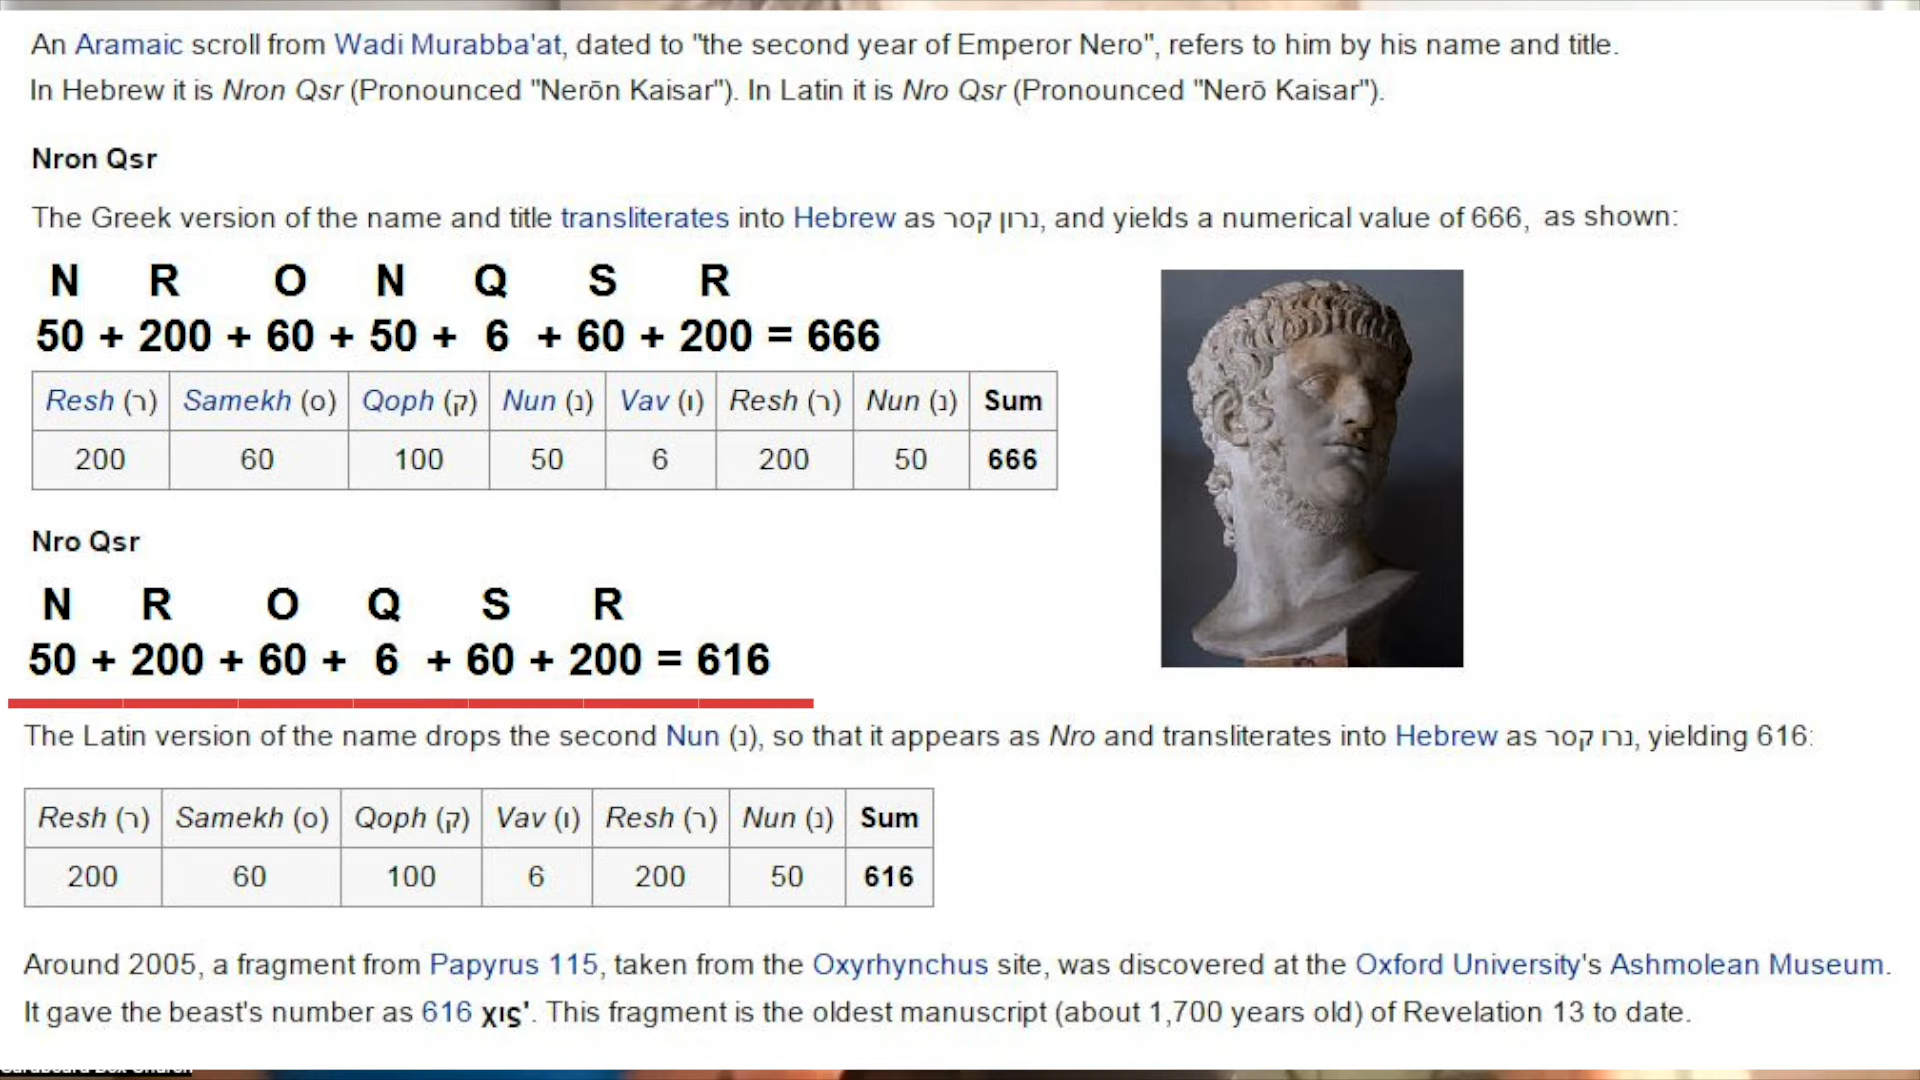 An Aramaic scroll from Wadi Murabba'at, dated to "the second year of Emperor Nero", refers to him by his name and title.
In Hebrew it is Nron Qsr (Pronounced "Nerōn Kaisar"). In Latin it is Nro Qsr (Pronounced "Nerō Kaisar").
Nron Qsr
The Greek version of the name and title transliterates into Hebrew as נרון קסר, and yields a numerical value of 666, as shown:
N R O N Q S R
50 + 200 + 60 + 50 + 6 + 60 + 200 = 666
Resh (ר) Samekh (ס) Qoph (ק) Nun (נ) Vav (ו) Resh (ר) Nun (נ) Sum
200 60 100 50 6 200 50 666
Nro Qsr
N R O Q S R
50 + 200 + 60 + 6 + 60 + 200 = 616
The Latin version of the name drops the second Nun (נ), so that it appears as Nro and transliterates into Hebrew as נרו קסר, yielding 616:
Resh (ר) Samekh (ס) Qoph (ק) Vav (ו) Resh (ר) Nun (נ) Sum
200 60 100 6 200 50 616
Around 2005, a fragment from Papyrus 115, taken from the Oxyrhynchus site, was discovered at the Oxford University's Ashmolean Museum.
It gave the beast's number as 616 χις'. This fragment is the oldest manuscript (about 1,700 years old) of Revelation 13 to date.